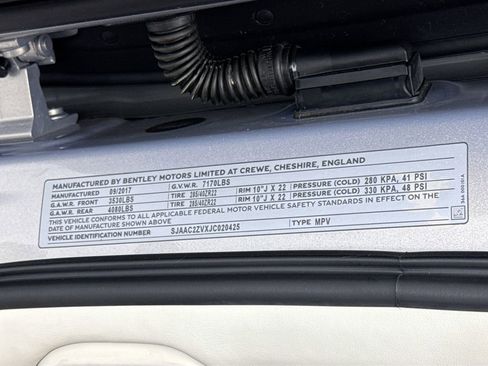 MANUFACTURED BY BENTLEY MOTORS LIMITED AT CREWE, CHESHIRE, ENGLAND
MANUFACTURED 09/2017 G.V.W.R. 7170LBS
G.A.W.R. FRONT 3530LBS TIRE 285/40ZR22 RIM 10"J X 22 PRESSURE (COLD) 280 KPA, 41 PSI
G.A.W.R. REAR 4080LBS TIRE 285/40ZR22 RIM 10"J X 22 PRESSURE (COLD) 330 KPA, 48 PSI
THIS VEHICLE CONFORMS TO ALL APPLICABLE FEDERAL MOTOR VEHICLE SAFETY STANDARDS IN EFFECT ON THE
DATE OF MANUFACTURE SHOWN ABOVE
VEHICLE IDENTIFICATION NUMBER SJAAC2ZVXJC020425 TYPE MPV